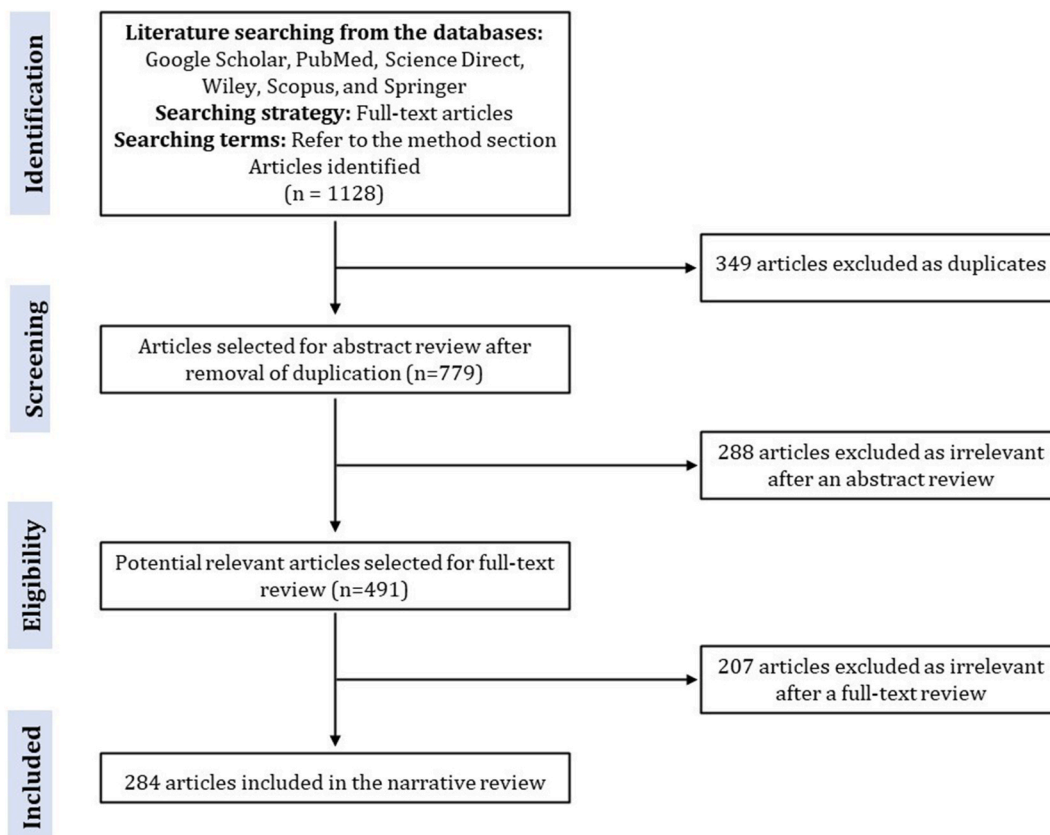 Identification
Literature searching from the databases:
Google Scholar, PubMed, Science Direct,
Wiley, Scopus, and Springer
Searching strategy: Full-text articles
Searching terms: Refer to the method section
Articles identified
(n = 1128)
349 articles excluded as duplicates
Screening
Articles selected for abstract review after
removal of duplication (n=779)
288 articles excluded as irrelevant
after an abstract review
Eligibility
Potential relevant articles selected for full-text
review (n=491)
207 articles excluded as irrelevant
after a full-text review
Included
284 articles included in the narrative review